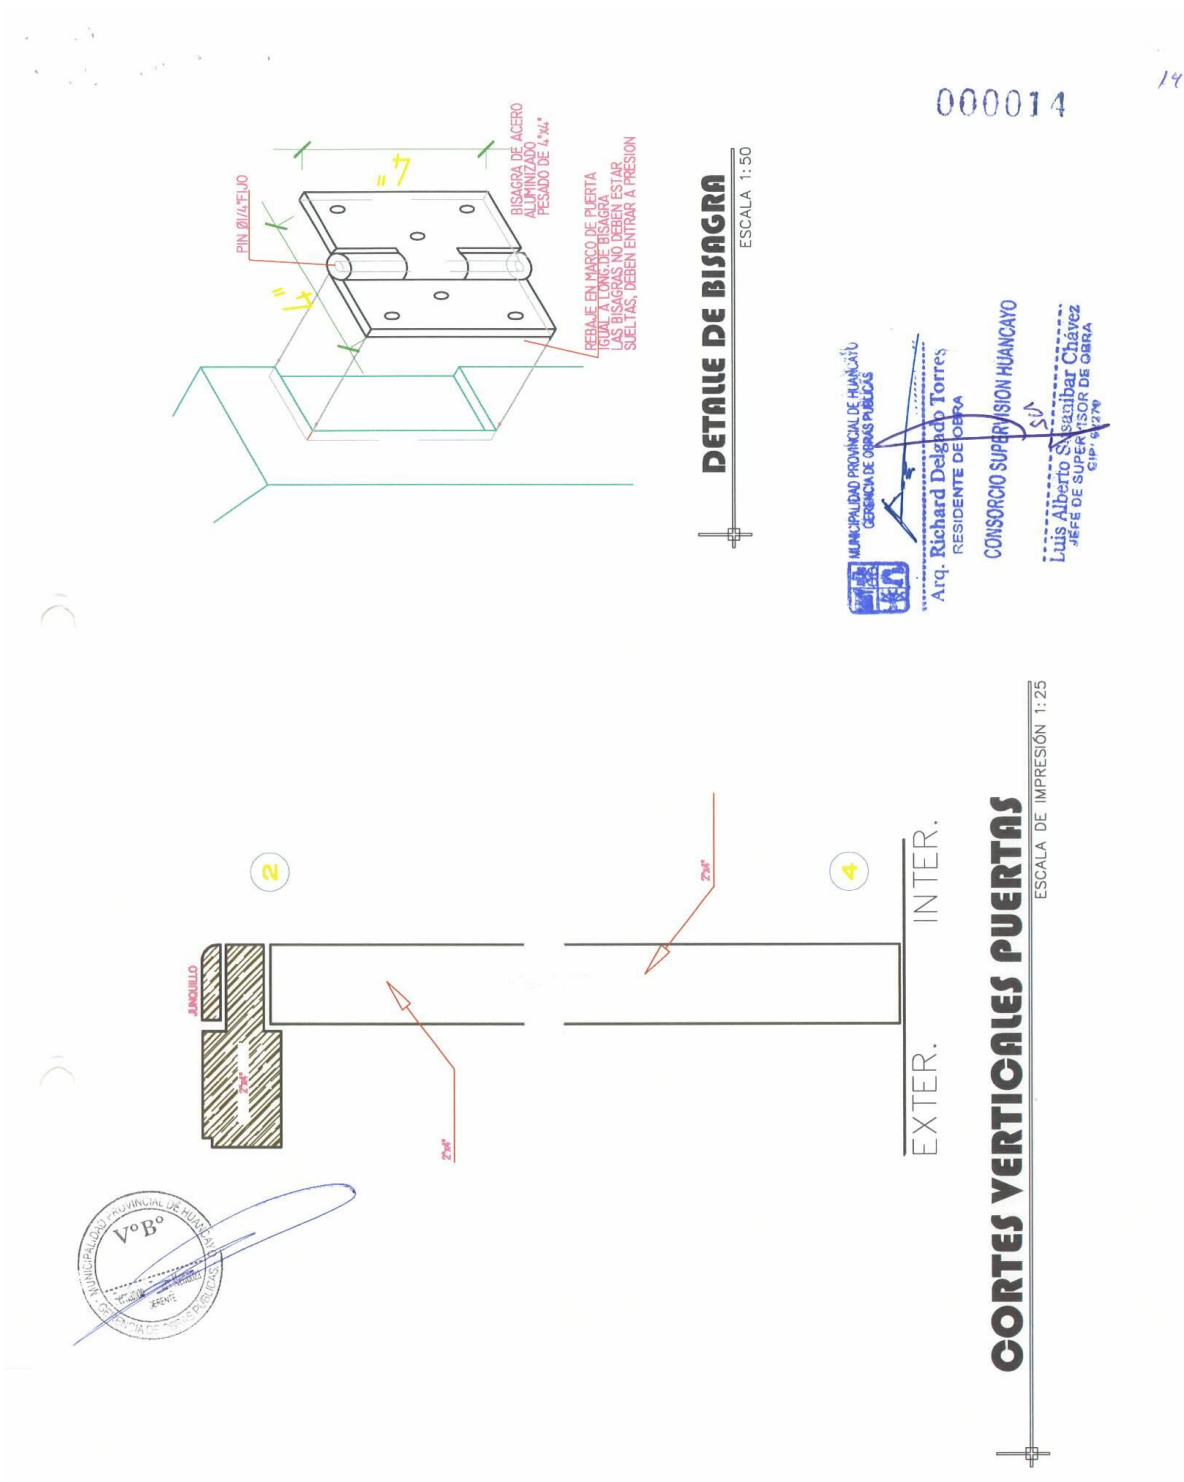 14
000014
PIN Ø1/4"FIJO
4"
4"
BISAGRA DE ACERO
ALUMINIZADO
PESADO DE 4"x4"
REBAJE EN MARCO DE PUERTA
IGUAL A LONG.DE BISAGRA
LAS BISAGRAS NO DEBEN ESTAR
SUELTAS, DEBEN ENTRAR A PRESION
DETALLE DE BISAGRA
ESCALA 1:50
MUNICIPALIDAD PROVINCIAL DE HUANCAYO
GERENCIA DE OBRAS PUBLICAS
Arq. Richard Delgado Torres
RESIDENTE DE OBRA
CONSORCIO SUPERVISION HUANCAYO
Luis Alberto Chávez
JEFE DE SUPERVISOR DE OBRA
JUNQUILLO
2"x4"
2"x4"
2"x4"
2
4
EXTER.
INTER.
CORTES VERTICALES PUERTAS
ESCALA DE IMPRESIÓN 1:25
MUNICIPALIDAD PROVINCIAL DE HUANCAYO
V°B°
GERENTE
GERENCIA DE OBRAS PUBLICAS